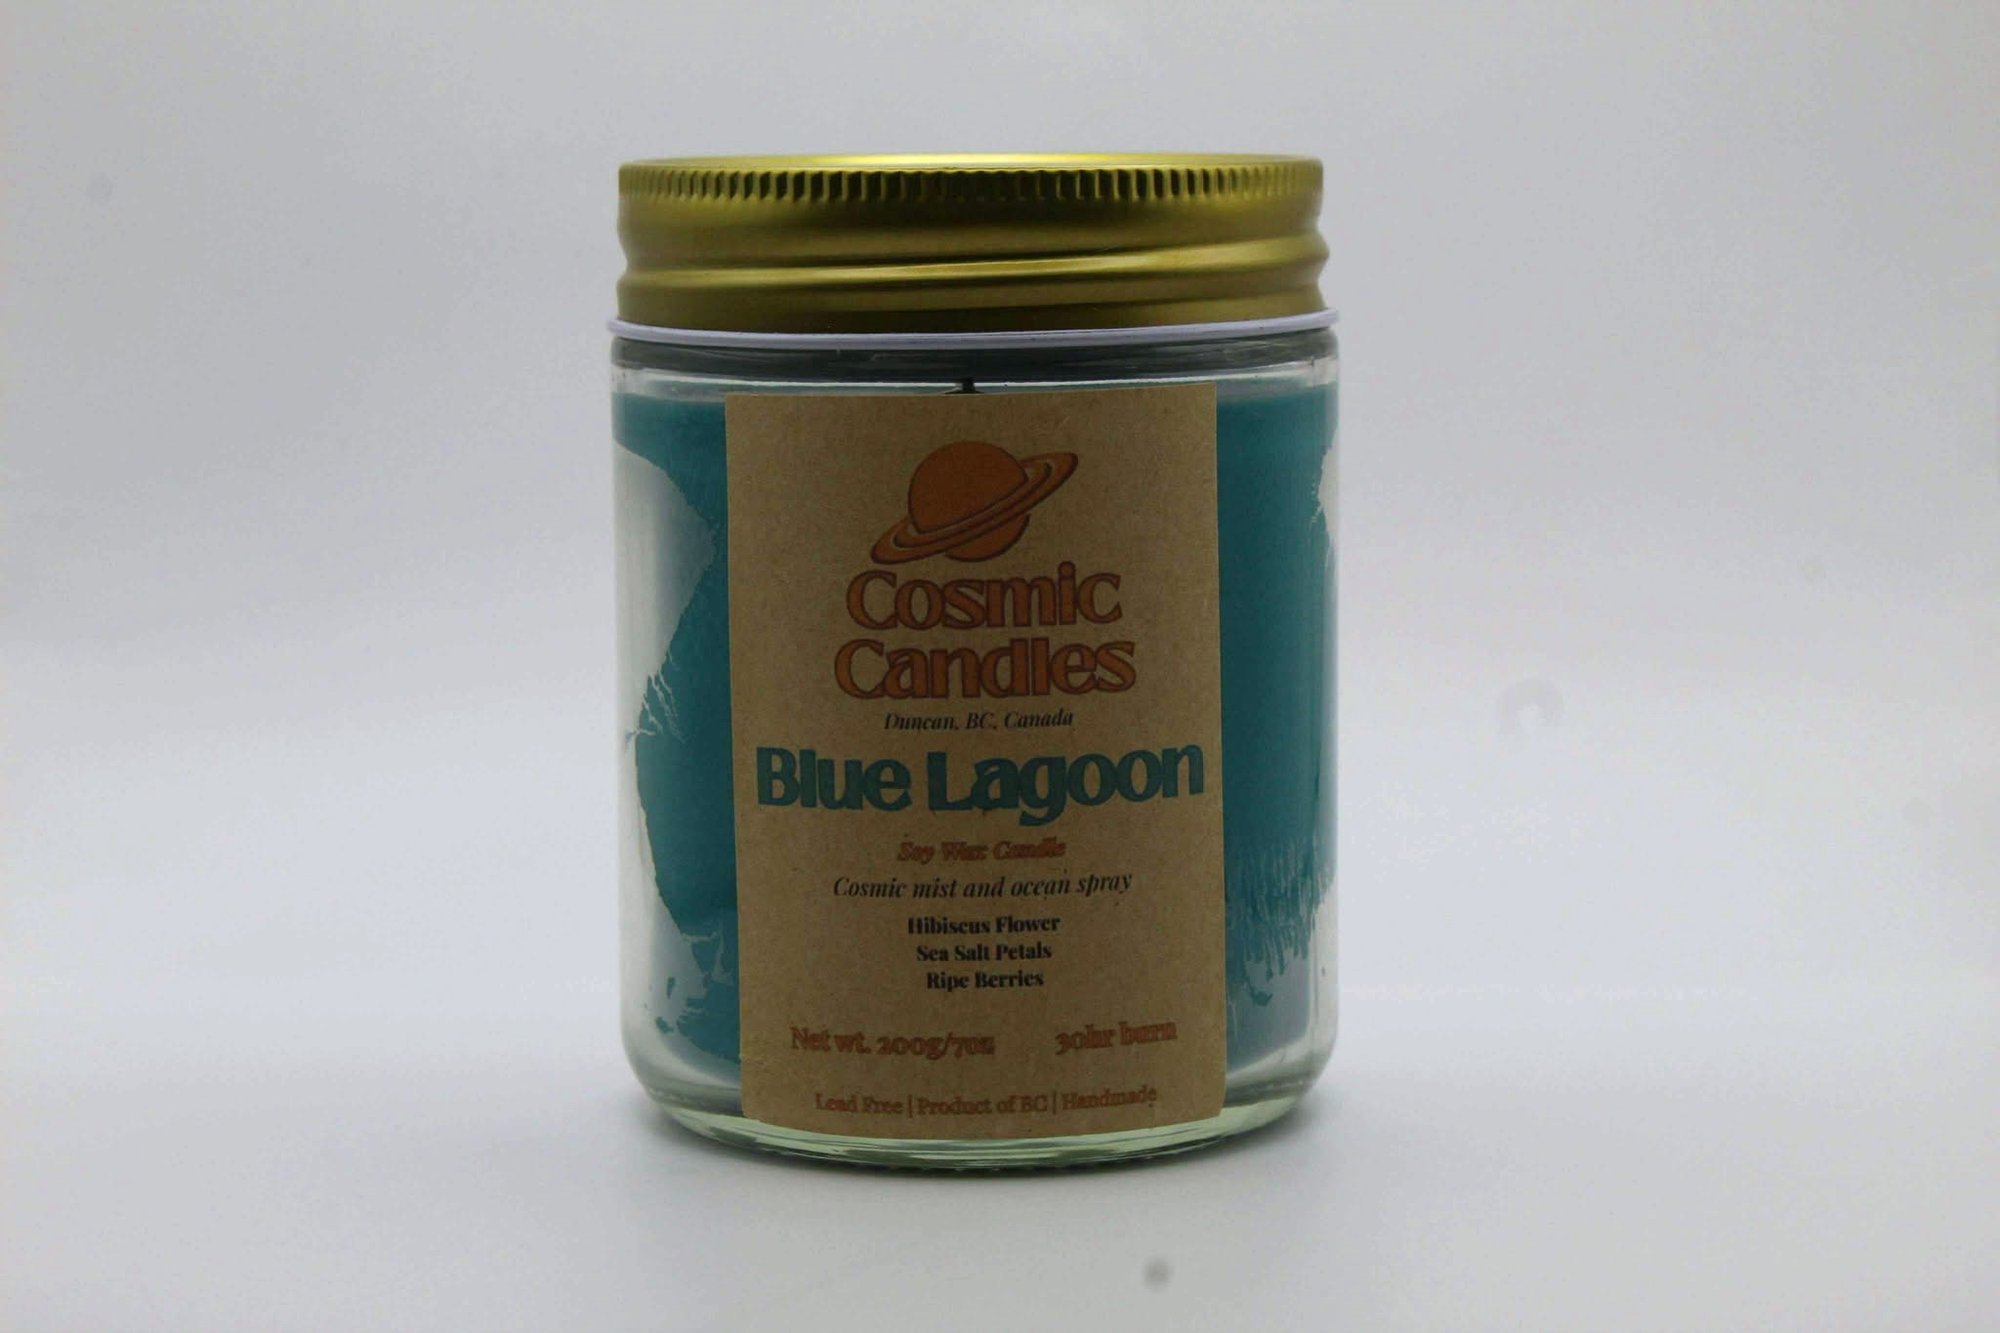 Cosmic
Candles
Duncan, BC, Canada
Blue Lagoon
Soy Wax Candle
Cosmic mist and ocean spray
Hibiscus Flower
Sea Salt Petals
Ripe Berries
Net wt. 200g/7oz 30hr burn
Lead Free | Product of BC | Handmade